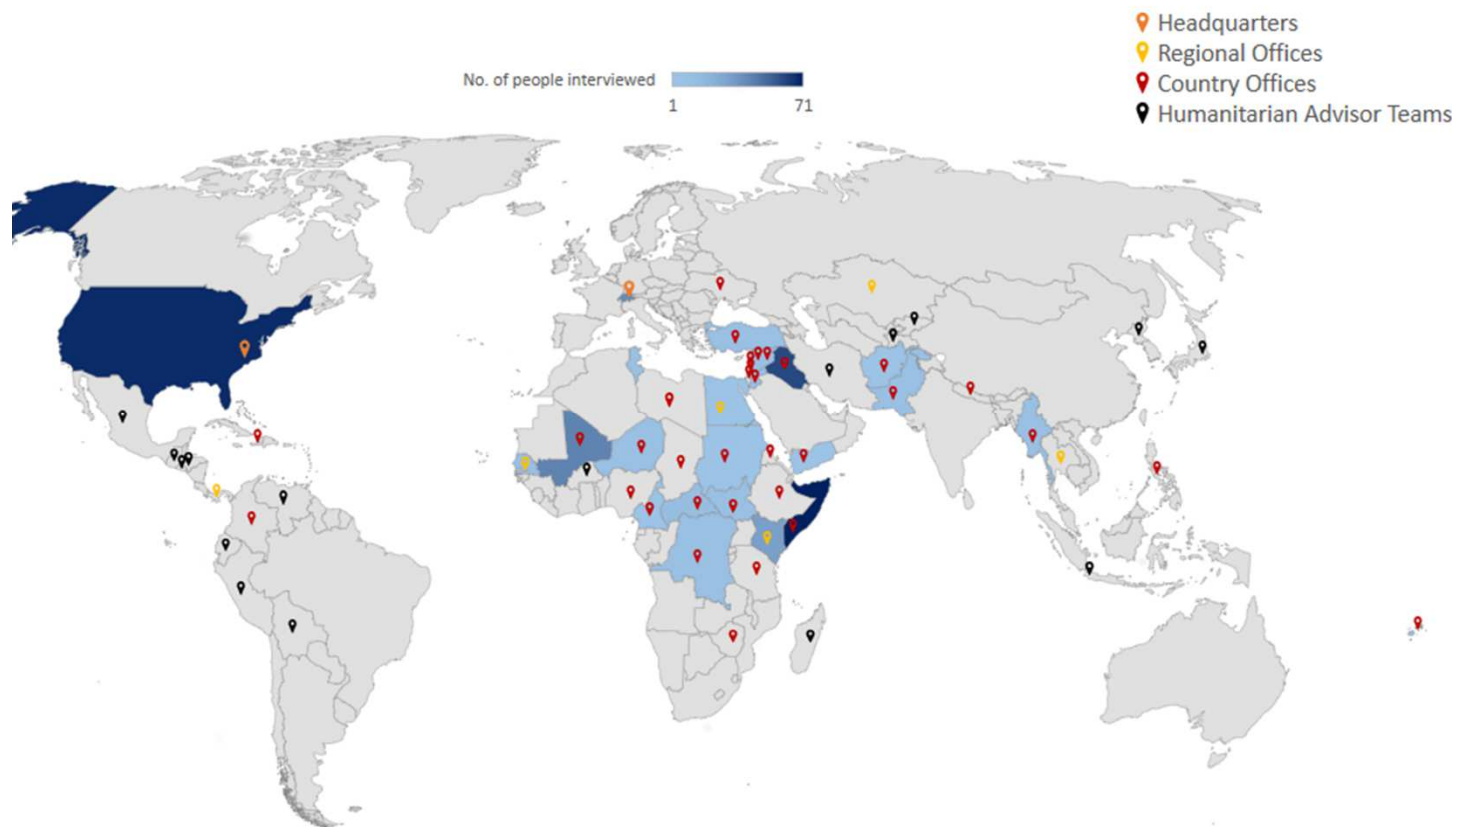 Headquarters
Regional Offices
Country Offices
Humanitarian Advisor Teams
No. of people interviewed
1 71